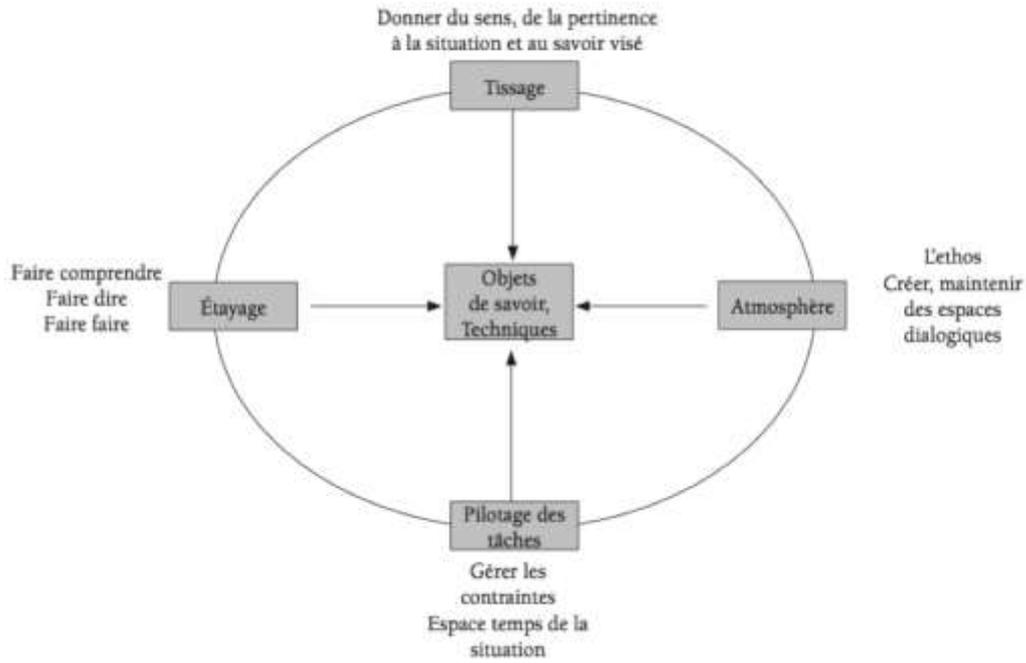 Donner du sens, de la pertinence
à la situation et au savoir visé
Tissage
Faire comprendre
Faire dire
Faire faire
Étayage
Objets
de savoir,
Techniques
Atmosphère
L'ethos
Créer, maintenir
des espaces
dialogiques
Pilotage des
tâches
Gérer les
contraintes
Espace temps de la
situation